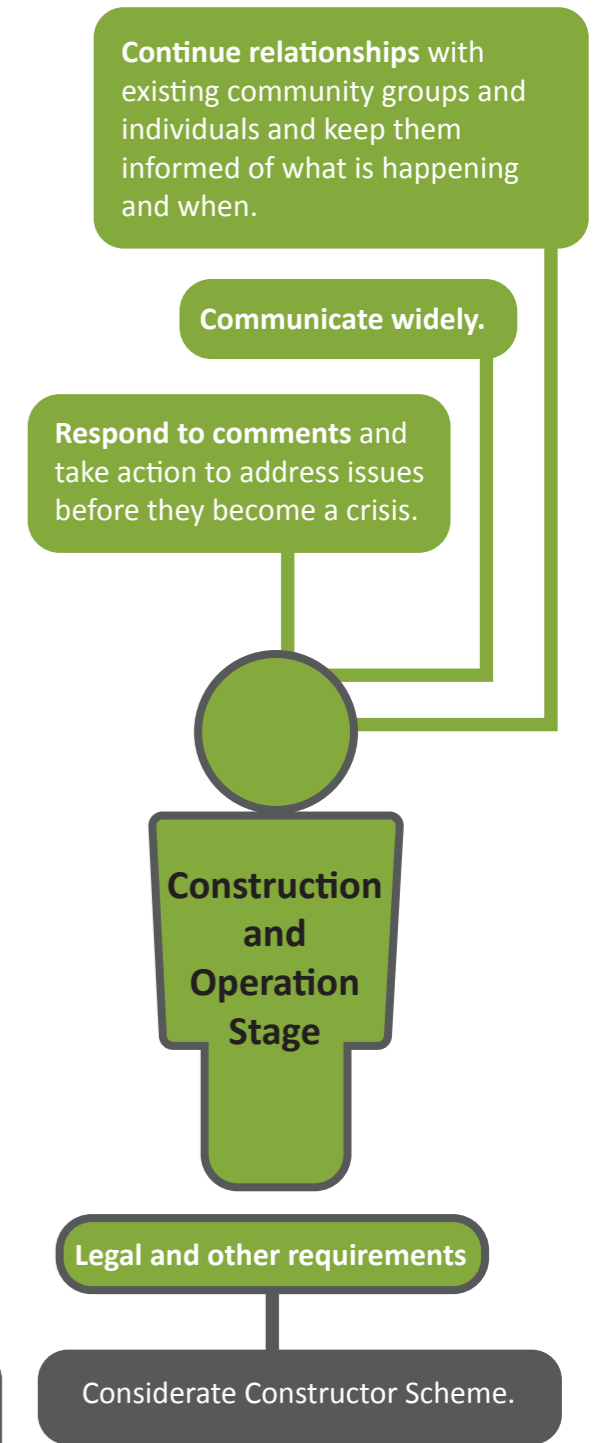 Continue relationships with
existing community groups and
individuals and keep them
informed of what is happening
and when.
Communicate widely.
Respond to comments and
take action to address issues
before they become a crisis.
Construction
and
Operation
Stage
Legal and other requirements
Considerate Constructor Scheme.